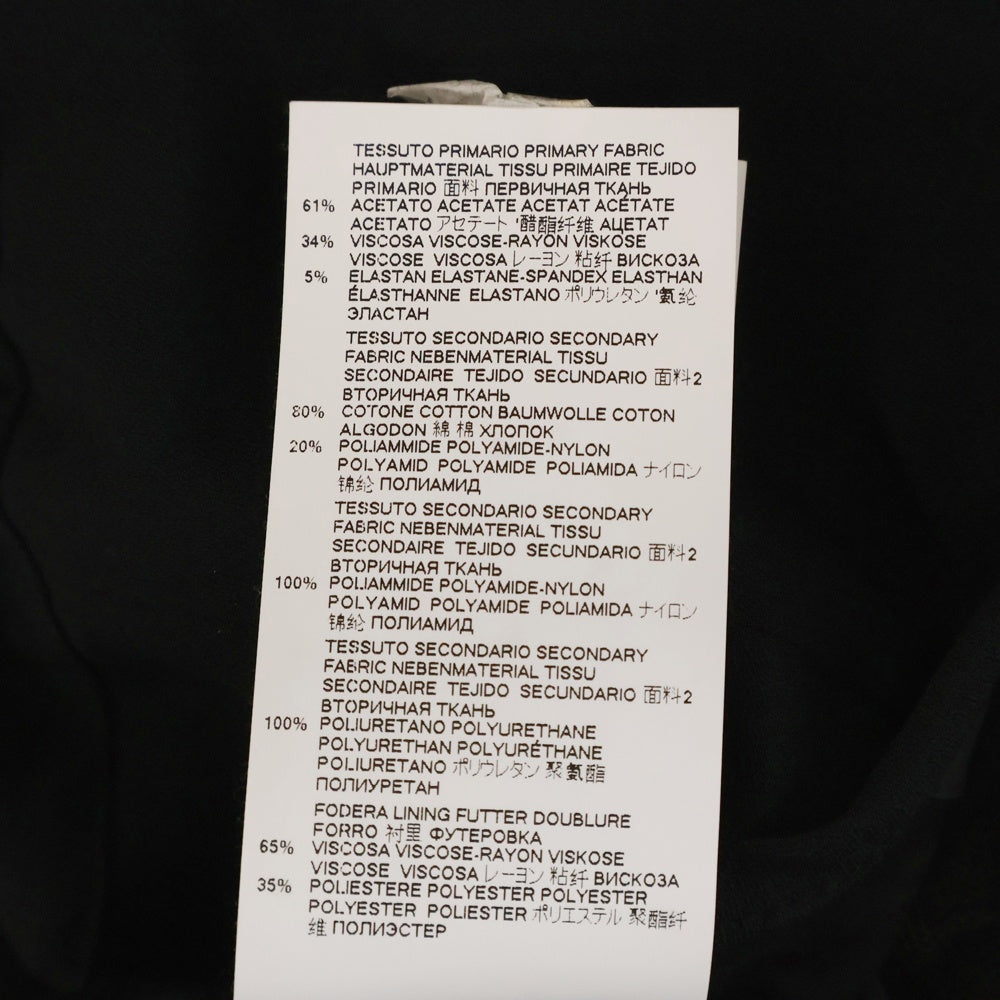 TESSUTO PRIMARIO PRIMARY FABRIC
HAUPTMATERIAL TISSU PRIMAIRE TEJIDO
PRIMARIO 面料 ПЕРВИЧНАЯ ТКАНЬ
61% ACETATO ACETATE ACETAT ACÉTATE
ACETATO アセテート '醋酯纤维 АЦЕТАТ
34% VISCOSA VISCOSE-RAYON VISKOSE
VISCOSE VISCOSA レーヨン 粘纤 ВИСКОЗА
5% ELASTAN ELASTANE-SPANDEX ELASTHAN
ÉLASTHANNE ELASTANO ポリウレタン '氨纶
ЭЛАСТАН
TESSUTO SECONDARIO SECONDARY
FABRIC NEBENMATERIAL TISSU
SECONDAIRE TEJIDO SECUNDARIO 面料2
ВТОРИЧНАЯ ТКАНЬ
80% COTONE COTTON BAUMWOLLE COTON
ALGODON 綿 棉 ХЛОПОК
20% POLIAMMIDE POLYAMIDE-NYLON
POLYAMID POLYAMIDE POLIAMIDA ナイロン
锦纶 ПОЛИАМИД
TESSUTO SECONDARIO SECONDARY
FABRIC NEBENMATERIAL TISSU
SECONDAIRE TEJIDO SECUNDARIO 面料2
ВТОРИЧНАЯ ТКАНЬ
100% POLIAMMIDE POLYAMIDE-NYLON
POLYAMID POLYAMIDE POLIAMIDA ナイロン
锦纶 ПОЛИАМИД
TESSUTO SECONDARIO SECONDARY
FABRIC NEBENMATERIAL TISSU
SECONDAIRE TEJIDO SECUNDARIO 面料2
ВТОРИЧНАЯ ТКАНЬ
100% POLIURETANO POLYURETHANE
POLYURETHAN POLYURÉTHANE
POLIURETANO ポリウレタン 聚氨酯
ПОЛИУРЕТАН
FODERA LINING FUTTER DOUBLURE
FORRO 衬里 ФУТЕРОВКА
65% VISCOSA VISCOSE-RAYON VISKOSE
VISCOSE VISCOSA レーヨン 粘纤 ВИСКОЗА
35% POLIESTERE POLYESTER POLYESTER
POLYESTER POLIESTER ポリエステル 聚酯纤
维 ПОЛИЭСТЕР